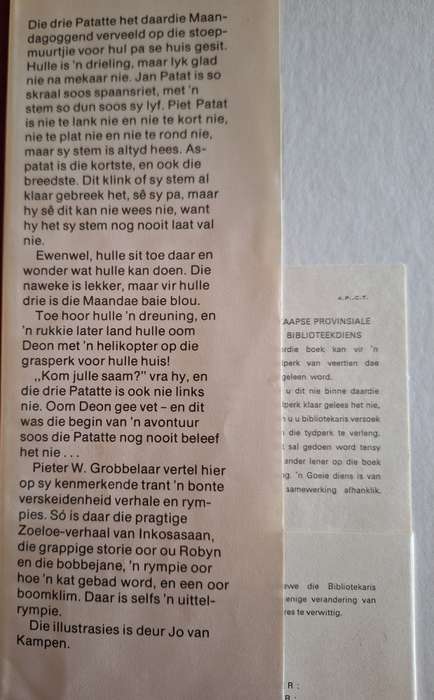 Die drie Patatte het daardie Maan-
dagoggend verveeld op die stoep-
muurtjie voor hul pa se huis gesit.
Hulle is 'n drieling, maar lyk glad
nie na mekaar nie. Jan Patat is so
skraal soos spaansriet, met 'n
stem so dun soos sy lyf. Piet Patat
is nie te lank nie en nie te kort nie,
nie te plat nie en nie te rond nie,
maar sy stem is altyd hees. As-
patat is die kortste, en ook die
breedste. Dit klink of sy stem al
klaar gebreek het, sê sy pa, maar
hy sê dit kan nie wees nie, want
hy het sy stem nog nooit laat val
nie.
Ewenwel, hulle sit toe daar en
wonder wat hulle kan doen. Die
naweke is lekker, maar vir hulle
drie is die Maandae baie blou.
Toe hoor hulle 'n dreuning, en
'n rukkie later land hulle oom
Deon met 'n helikopter op die
grasperk voor hulle huis!
„Kom julle saam?” vra hy, en
die drie Patatte is ook nie links
nie. Oom Deon gee vet – en dit
was die begin van 'n avontuur
soos die Patatte nog nooit beleef
het nie . . .
Pieter W. Grobbelaar vertel hier
op sy kenmerkende trant 'n bonte
verskeidenheid verhale en rym-
pies. Só is daar die pragtige
Zoeloe-verhaal van Inkosasaan,
die grappige storie oor ou Robyn
en die bobbejane, 'n rympie oor
hoe 'n kat gebad word, en een oor
boomklim. Daar is selfs 'n uittel-
rympie.
Die illustrasies is deur Jo van
Kampen.
AAPSE PROVINSIALE
BIBLIOTEEKDIENS
ardie boek kan vir 'n
dperk van veertien dae
geleen word.
u dit nie binne daardie
dperk klaar gelees het nie,
u u bibliotekaris versoek
die tydperk te verleng.
sal gedoen word tensy
ander lener op die boek
g. 'n Goeie diens is van
samewerking afhanklik.
ewe die Bibliotekaris
enige verandering van
res te verwittig.
R :
R :